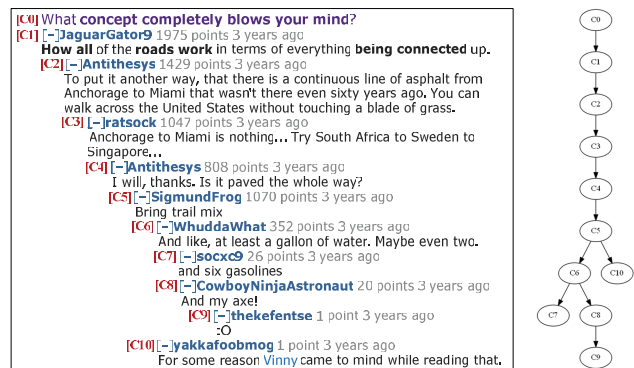 [C0] What concept completely blows your mind?
[C1] [–]JaguarGator9 1975 points 3 years ago
How all of the roads work in terms of everything being connected up.
[C2] [–]Antithesys 1429 points 3 years ago
To put it another way, that there is a continuous line of asphalt from
Anchorage to Miami that wasn't there even sixty years ago. You can
walk across the United States without touching a blade of grass.
[C3] [–]ratsock 1047 points 3 years ago
Anchorage to Miami is nothing... Try South Africa to Sweden to
Singapore...
[C4] [–]Antithesys 808 points 3 years ago
I will, thanks. Is it paved the whole way?
[C5] [–]SigmundFrog 1070 points 3 years ago
Bring trail mix
[C6] [–]WhuddaWhat 352 points 3 years ago
And like, at least a gallon of water. Maybe even two.
[C7] [–]socxc9 26 points 3 years ago
and six gasolines
[C8] [–]CowboyNinjaAstronaut 20 points 3 years ago
And my axe!
[C9] [–]thekefentse 1 point 3 years ago
:O
[C10] [–]yakkafoobmog 1 point 3 years ago
For some reason Vinny came to mind while reading that.
C0
C1
C2
C3
C4
C5
C6 C10
C7 C8
C9